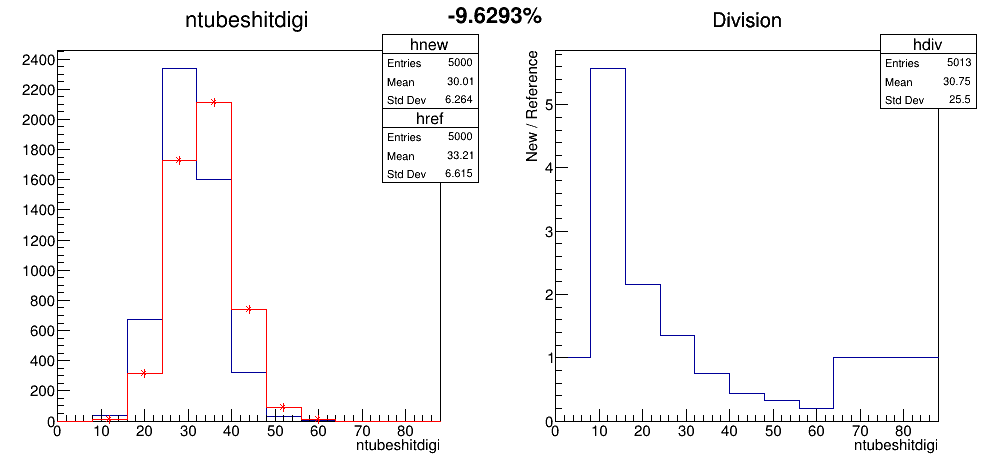 ntubeshitdigi
-9.6293%
Division
hnew
Entries 5000
Mean 30.01
Std Dev 6.264
href
Entries 5000
Mean 33.21
Std Dev 6.615
2400
2200
2000
1800
1600
1400
1200
1000
800
600
400
200
0
0 10 20 30 40 50 60 70 80
ntubeshitdigi
hdiv
Entries 5013
Mean 30.75
Std Dev 25.5
New / Reference
5
4
3
2
1
0
0 10 20 30 40 50 60 70 80
ntubeshitdigi